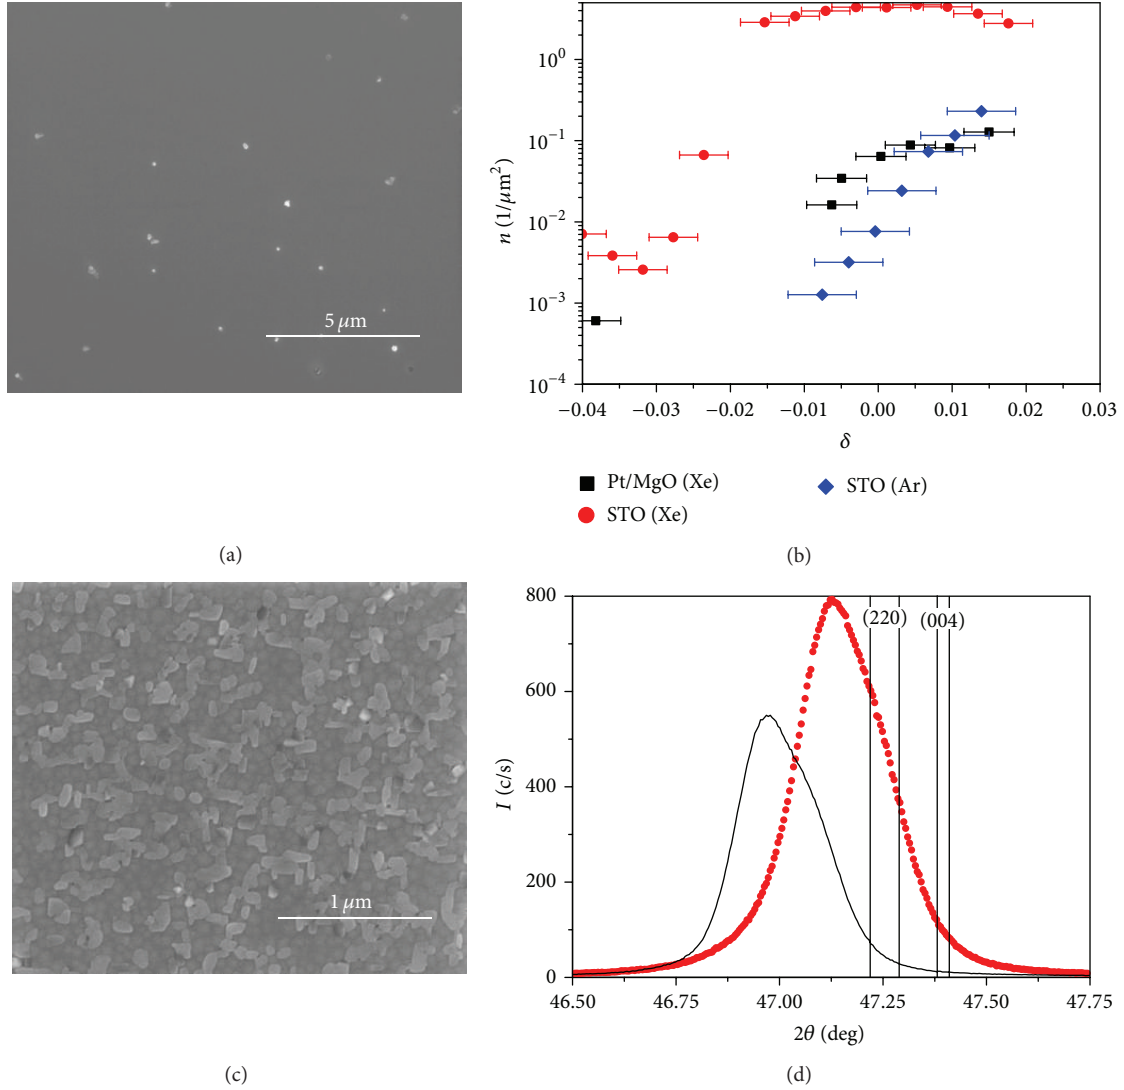 5 μm
(a)
10⁰
10⁻¹
10⁻²
10⁻³
10⁻⁴
n (1/μm²)
−0.04 −0.03 −0.02 −0.01 0.00 0.01 0.02 0.03
δ
Pt/MgO (Xe)
STO (Ar)
STO (Xe)
(b)
1 μm
(c)
800
600
400
200
0
I (c/s)
(220) (004)
46.50 46.75 47.00 47.25 47.50 47.75
2θ (deg)
(d)